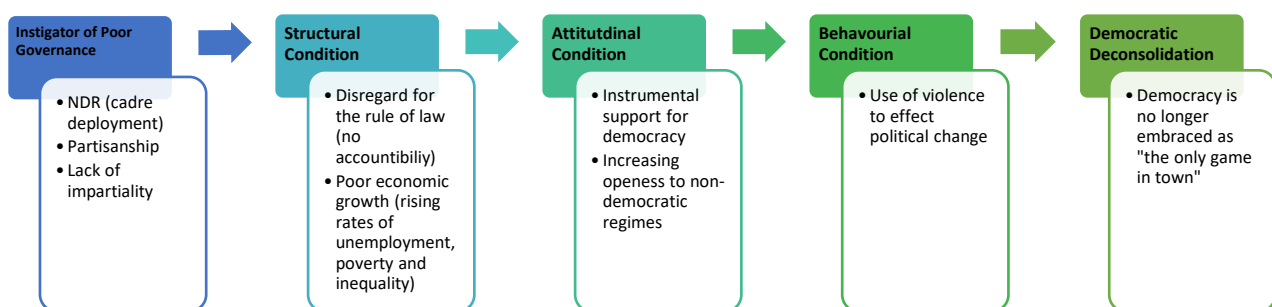 Instigator of Poor
Governance
• NDR (cadre
deployment)
• Partisanship
• Lack of
impartiality
Structural
Condition
• Disregard for
the rule of law
(no
accountibiliy)
• Poor economic
growth (rising
rates of
unemployment,
poverty and
inequality)
Attitutdinal
Condition
• Instrumental
support for
democracy
• Increasing
openess to non-
democratic
regimes
Behavourial
Condition
• Use of violence
to effect
political change
Democratic
Deconsolidation
• Democracy is
no longer
embraced as
"the only game
in town"